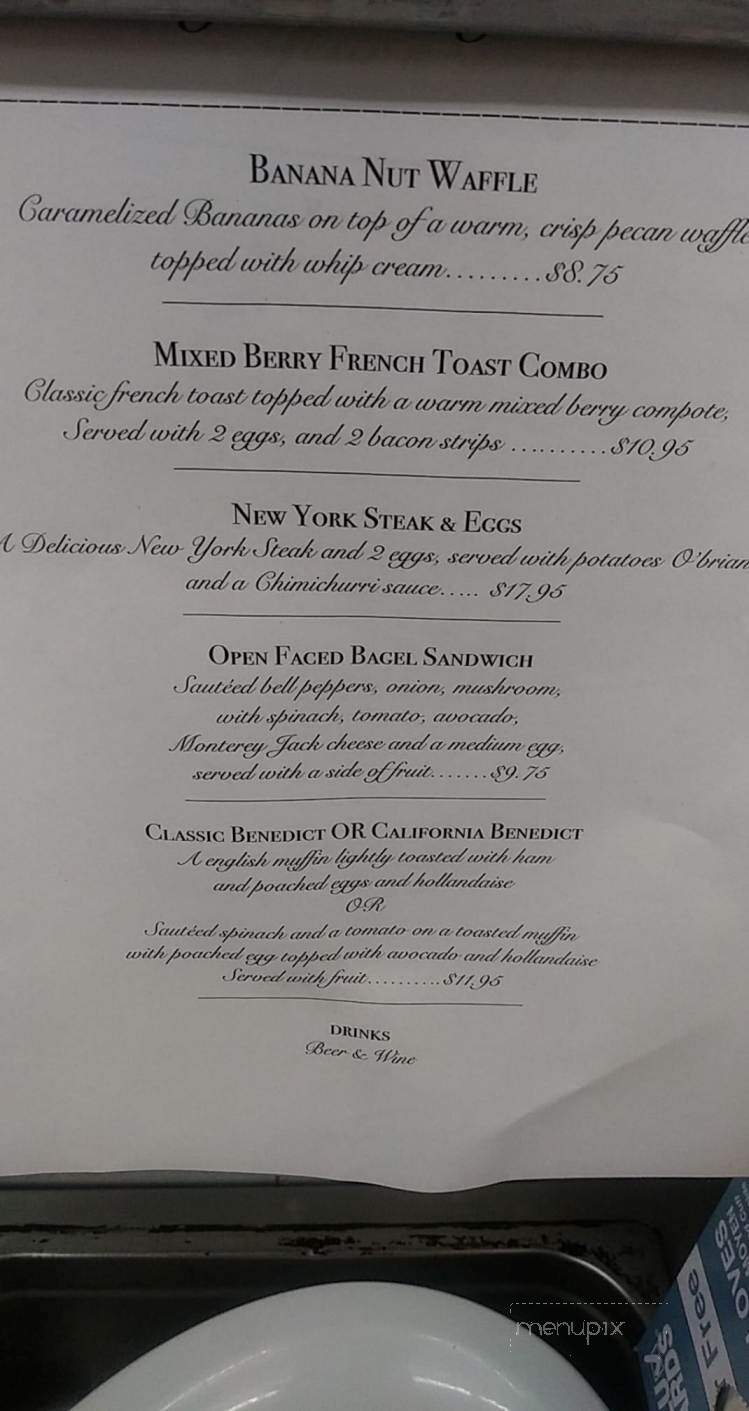 BANANA NUT WAFFLE
Caramelized Bananas on top of a warm, crisp pecan waffle
topped with whip cream.........$8.75
MIXED BERRY FRENCH TOAST COMBO
Classic french toast topped with a warm mixed berry compote,
Served with 2 eggs, and 2 bacon strips ..........$10.95
NEW YORK STEAK & EGGS
A Delicious New York Steak and 2 eggs, served with potatoes O'brian
and a Chimichurri sauce..... $17.95
OPEN FACED BAGEL SANDWICH
Sautéed bell peppers, onion, mushroom,
with spinach, tomato, avocado,
Monterey Jack cheese and a medium egg,
served with a side of fruit.......$9.75
CLASSIC BENEDICT OR CALIFORNIA BENEDICT
A english muffin lightly toasted with ham
and poached eggs and hollandaise
OR
Sautéed spinach and a tomato on a toasted muffin
with poached egg topped with avocado and hollandaise
Served with fruit..........$11.95
DRINKS
Beer & Wine
menupix
Free